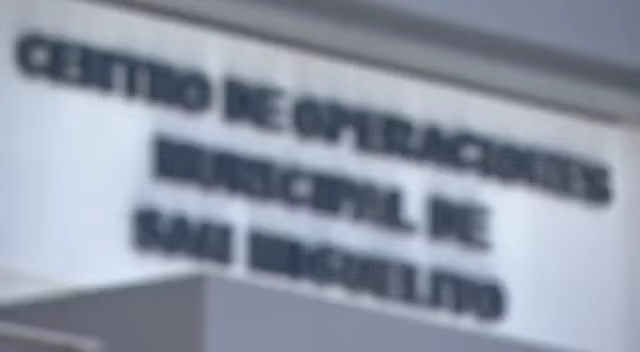 CENTRO DE OPERACIONES
MUNICIPAL DE
SAN MIGUELITO